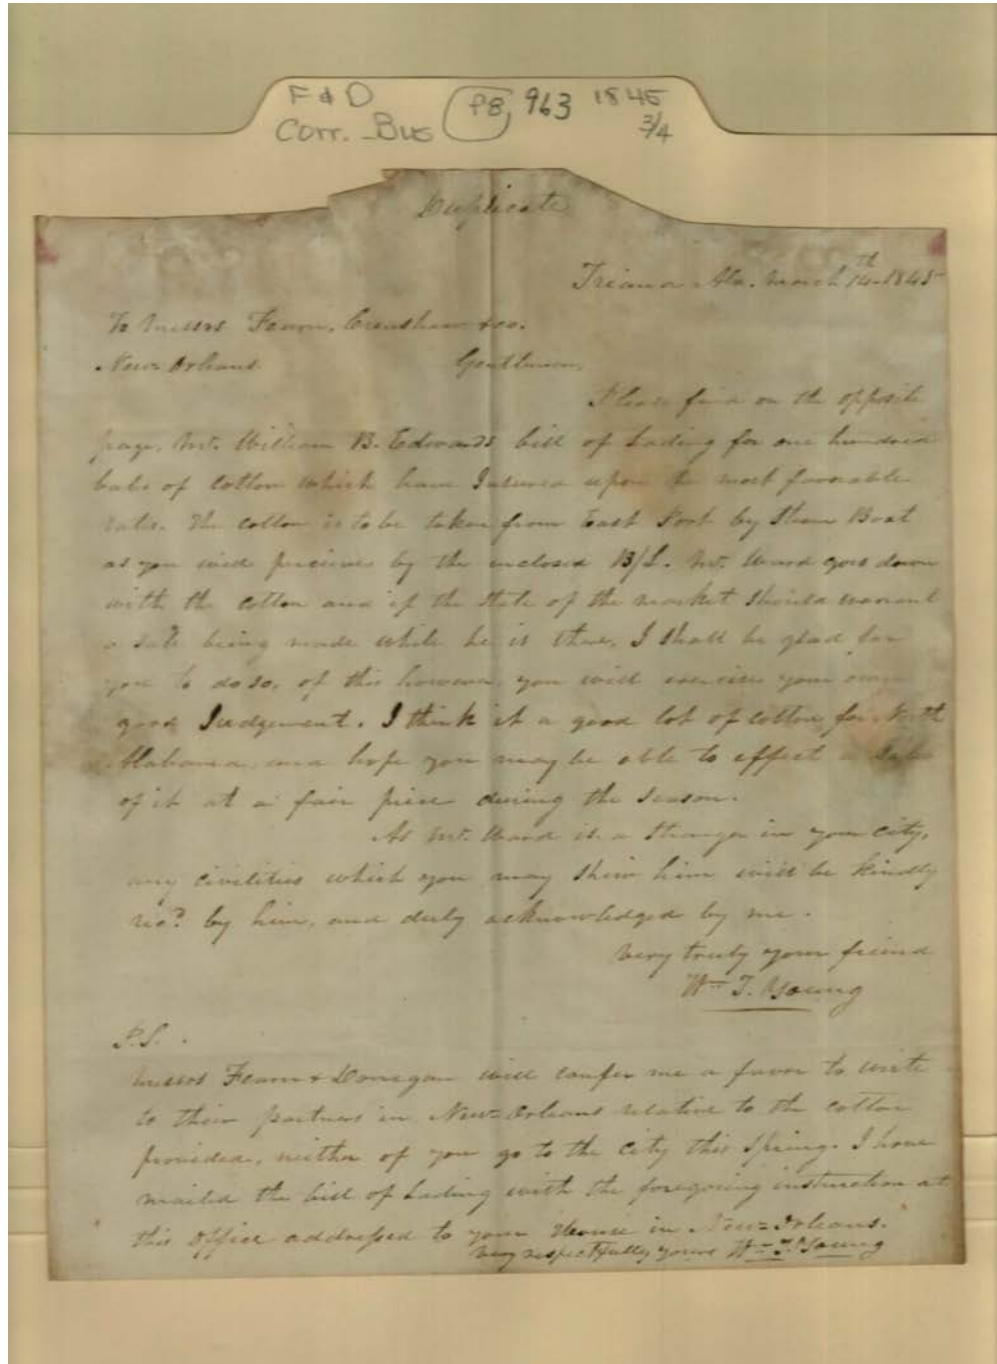 F & D
Corr. - Bus
P8, 963 1845
3/4
Duplicate
Triana Ala. March 14th 1845
To Messrs Fearn, Crenshaw & co.
New Orleans. Gentlemen,
Please find on the opposite
page, Mr. William B. Edwards bill of Lading for one hundred
bales of cotton which have Insured upon the most favorable
rates. The cotton is to be taken from East Port by Steam Boat
as you will perceive by the enclosed B/L. Mr. Ward goes down
with the cotton and if the state of the market should warrant
a sale being made while he is there, I shall be glad for
you to do so, of this however, you will exercise your own
good Judgement. I think it a good lot of cotton for North
Alabama, and hope you may be able to effect a sale
of it at a fair price during the season.
As Mr. Ward is a stranger in your city,
any civilities which you may shew him will be kindly
rec'd by him, and duly acknowledged by me.
Very truly your friend
Wm T. Young
P.S.
Messrs Fearn & Donegan will confer me a favor to write
to their partners in New Orleans relative to the cotton
provided, neither of you go to the city this Spring. I have
mailed the bill of Lading with the foregoing instruction at
this office addressed to your House in New Orleans.
very respectfully yours Wm T. Young